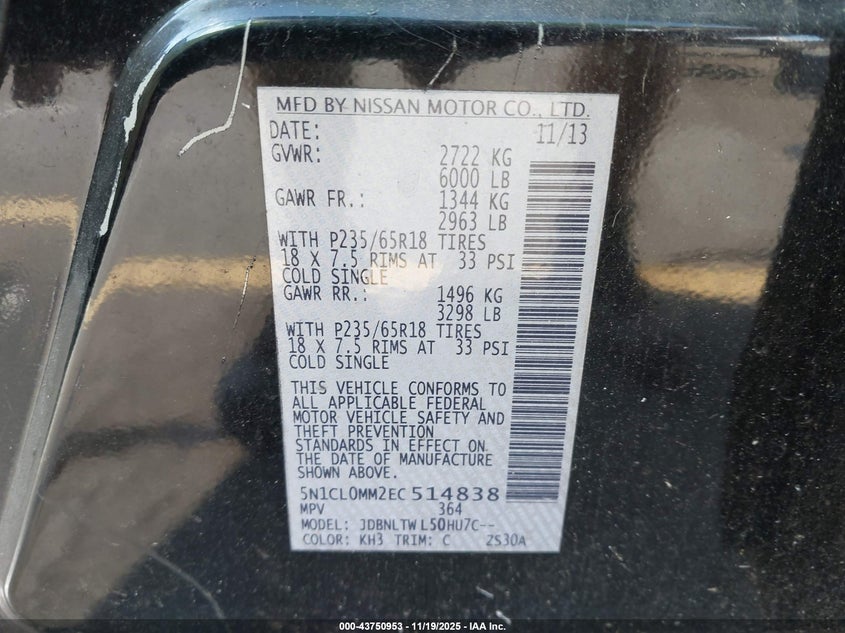 MFD BY NISSAN MOTOR CO., LTD.
DATE: 11/13
GVWR: 2722 KG
6000 LB
GAWR FR.: 1344 KG
2963 LB
WITH P235/65R18 TIRES
18 X 7.5 RIMS AT 33 PSI
COLD SINGLE
GAWR RR.: 1496 KG
3298 LB
WITH P235/65R18 TIRES
18 X 7.5 RIMS AT 33 PSI
COLD SINGLE
THIS VEHICLE CONFORMS TO
ALL APPLICABLE FEDERAL
MOTOR VEHICLE SAFETY AND
THEFT PREVENTION
STANDARDS IN EFFECT ON
THE DATE OF MANUFACTURE
SHOWN ABOVE.
5N1CL0MM2EC514838
MPV 364
MODEL: JDBNLTW L50HU7C--
COLOR: KH3 TRIM: C 2S30A
000-43750953 - 11/19/2025 - IAA Inc.